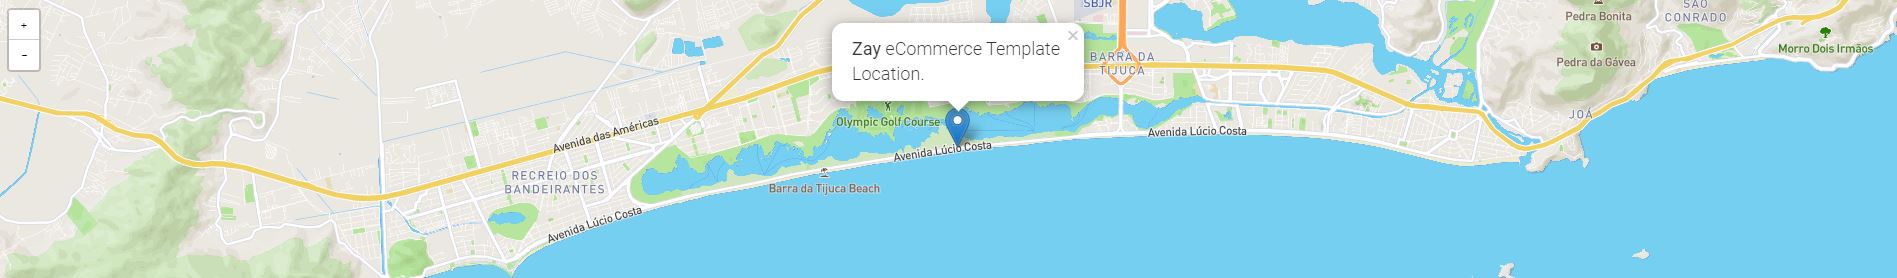 +
-
SBJR
Zay eCommerce Template
Location.
×
BARRA DA
TIJUCA
Pedra Bonita
SÃO
CONRADO
Morro Dois Irmãos
Pedra da Gávea
JOÁ
Olympic Golf Course
Avenida das Américas
Avenida Lúcio Costa
Avenida Lúcio Costa
RECREIO DOS
BANDEIRANTES
Barra da Tijuca Beach
Avenida Lúcio Costa